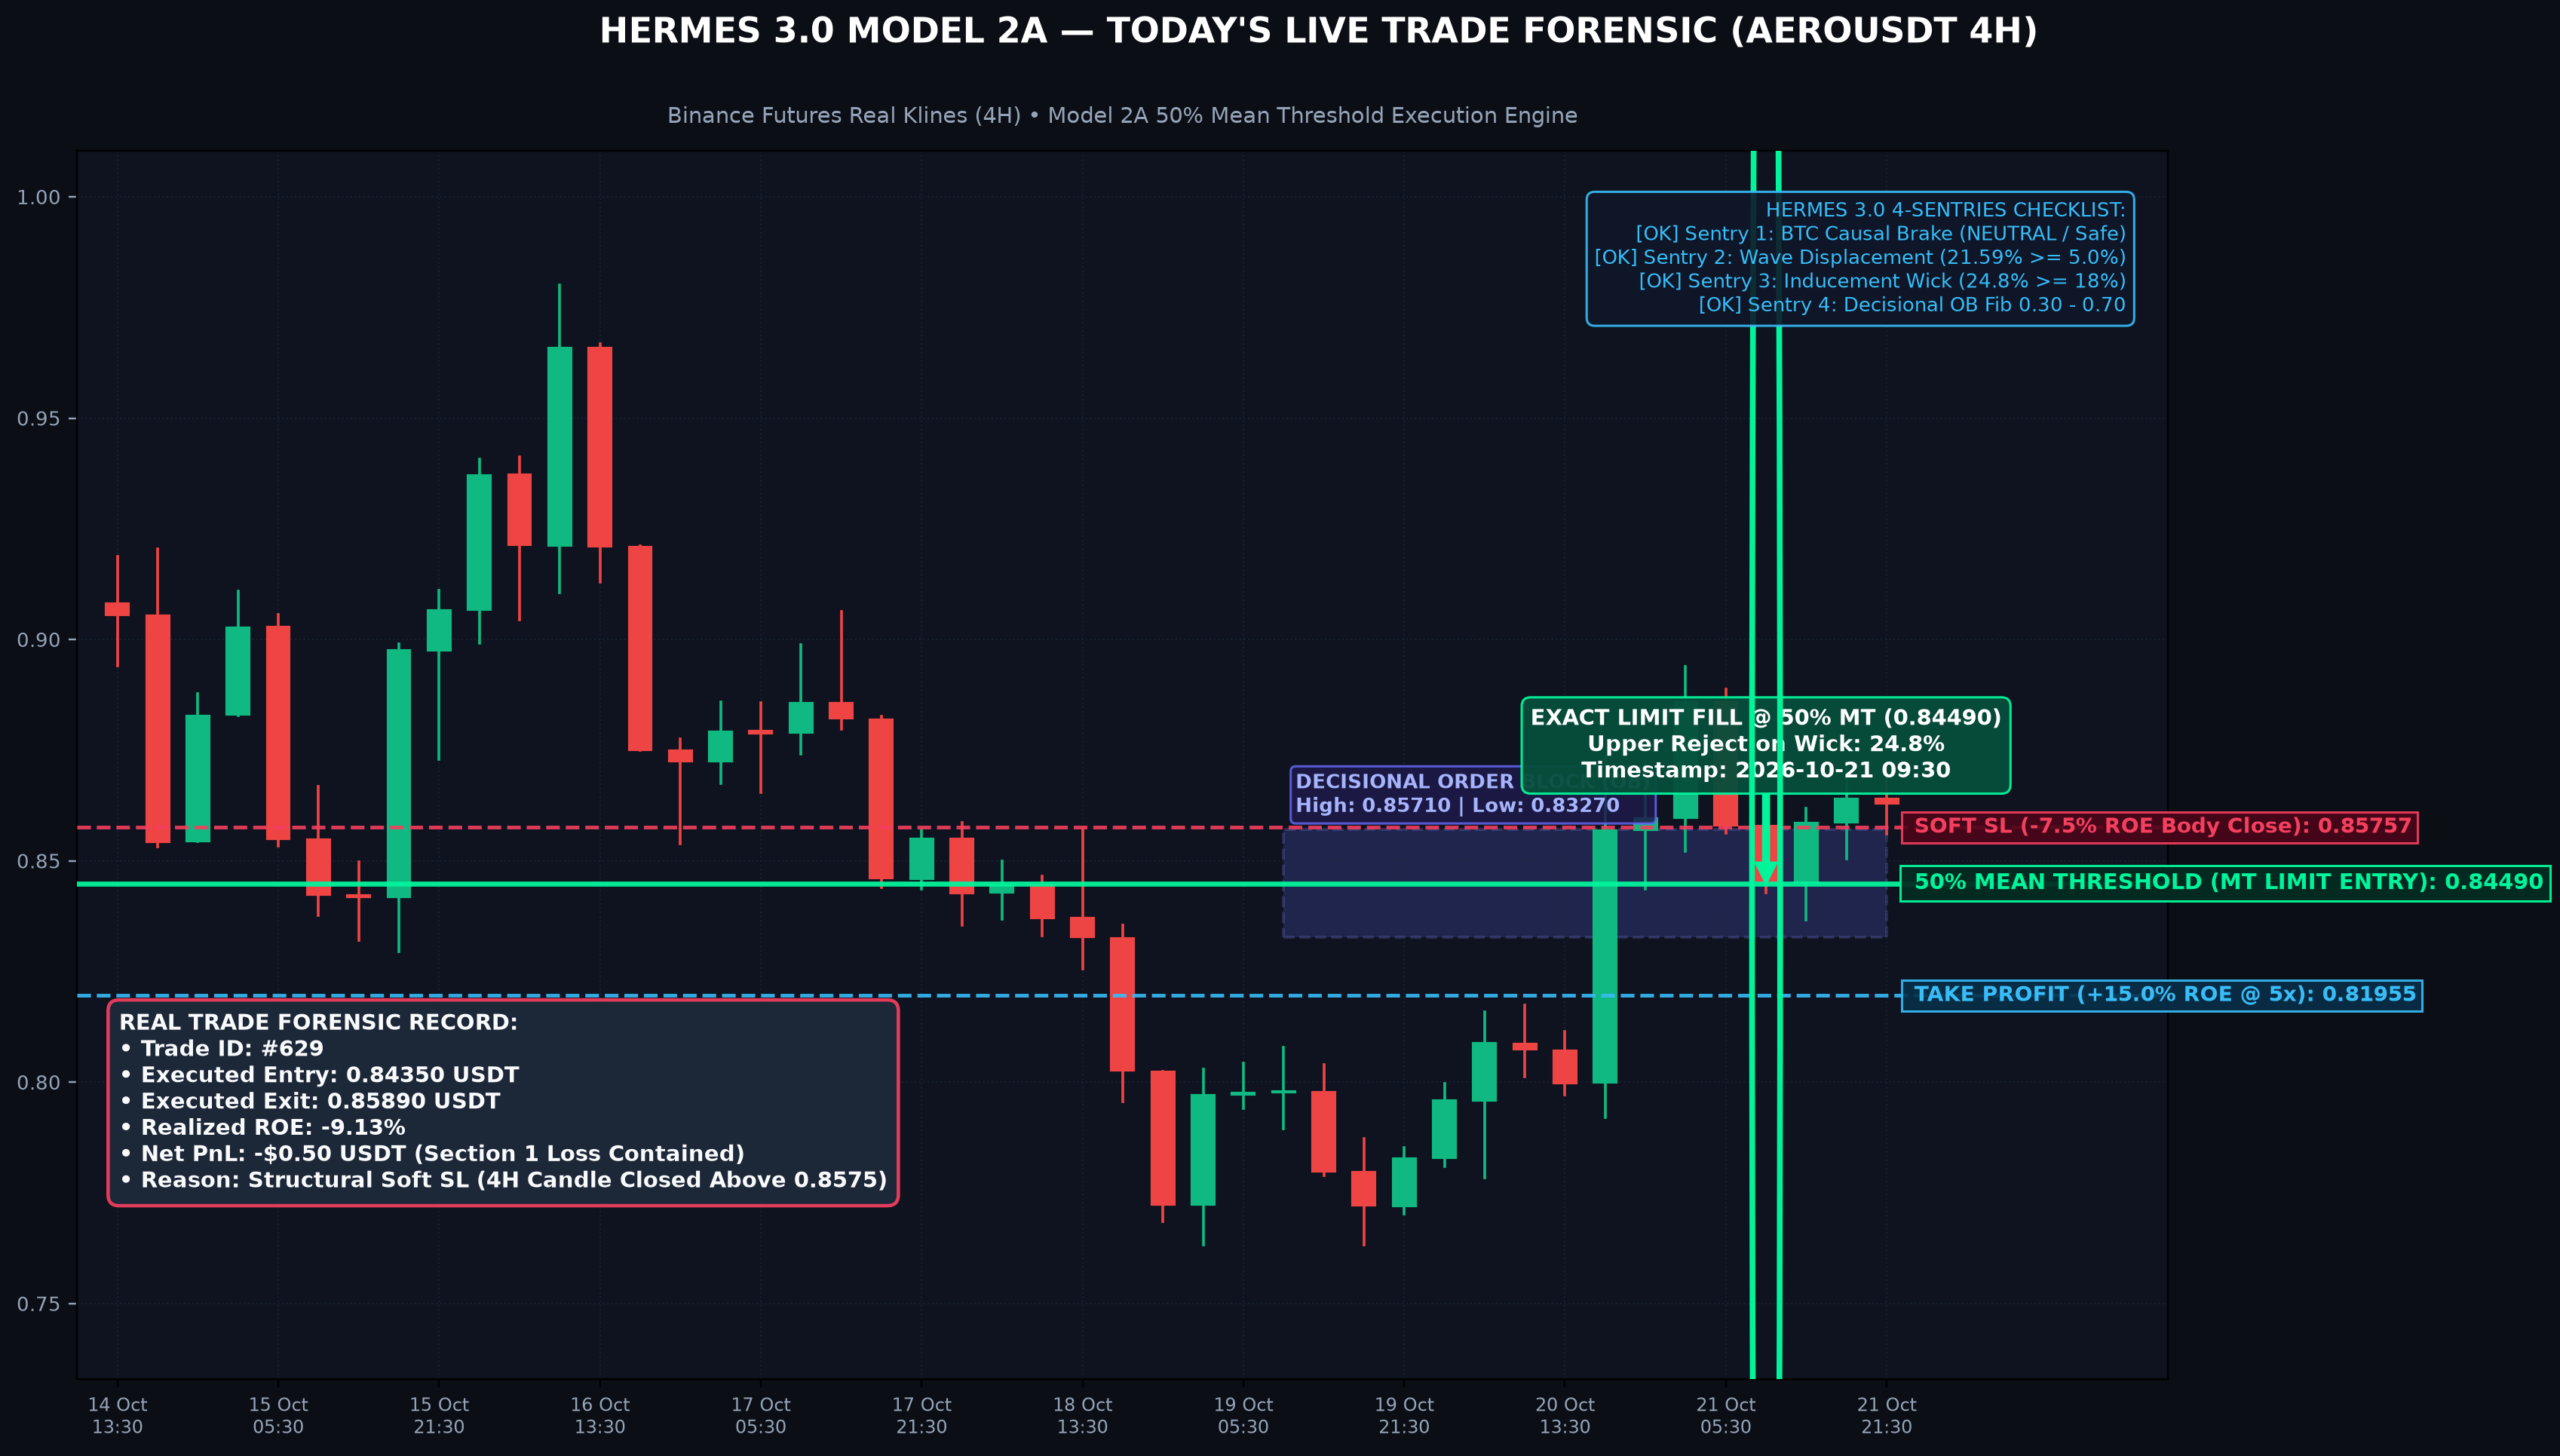 HERMES 3.0 MODEL 2A — TODAY'S LIVE TRADE FORENSIC (AEROUSDT 4H)
Binance Futures Real Klines (4H) • Model 2A 50% Mean Threshold Execution Engine
1.00
0.95
0.90
0.85
0.80
0.75
HERMES 3.0 4-SENTRIES CHECKLIST:
[OK] Sentry 1: BTC Causal Brake (NEUTRAL / Safe)
[OK] Sentry 2: Wave Displacement (21.59% >= 5.0%)
[OK] Sentry 3: Inducement Wick (24.8% >= 18%)
[OK] Sentry 4: Decisional OB Fib 0.30 - 0.70
EXACT LIMIT FILL @ 50% MT (0.84490)
Upper Rejection Wick: 24.8%
Timestamp: 2026-10-21 09:30
DECISIONAL ORDER BLOCK (OB)
High: 0.85710 | Low: 0.83270
SOFT SL (-7.5% ROE Body Close): 0.85757
50% MEAN THRESHOLD (MT LIMIT ENTRY): 0.84490
TAKE PROFIT (+15.0% ROE @ 5x): 0.81955
REAL TRADE FORENSIC RECORD:
• Trade ID: #629
• Executed Entry: 0.84350 USDT
• Executed Exit: 0.85890 USDT
• Realized ROE: -9.13%
• Net PnL: -$0.50 USDT (Section 1 Loss Contained)
• Reason: Structural Soft SL (4H Candle Closed Above 0.8575)
14 Oct
13:30
15 Oct
05:30
15 Oct
21:30
16 Oct
13:30
17 Oct
05:30
17 Oct
21:30
18 Oct
13:30
19 Oct
05:30
19 Oct
21:30
20 Oct
13:30
21 Oct
05:30
21 Oct
21:30